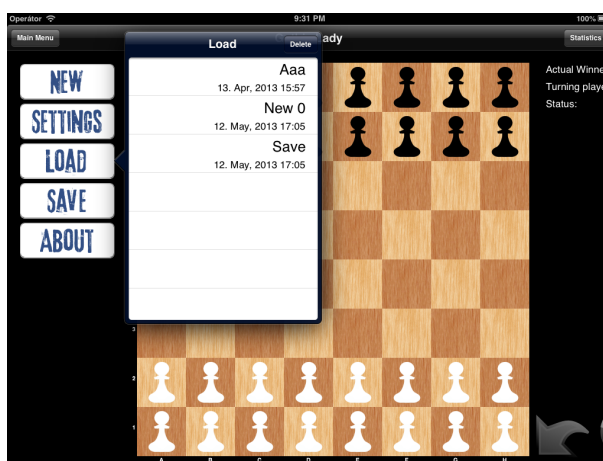 Operátor 9:31 PM 100%
Main Menu
Load
Delete
ady
Statistics
NEW
SETTINGS
LOAD
SAVE
ABOUT
Aaa
13. Apr, 2013 15:57
New 0
12. May, 2013 17:05
Save
12. May, 2013 17:05
Actual Winne
Turning playe
Status:
3
2
1
A B C D E F G H